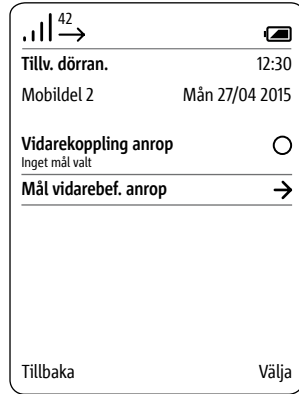 42
Tillv. dörran. 12:30
Mobildel 2 Mån 27/04 2015
Vidarekoppling anrop
Inget mål valt
Mål vidarebef. anrop
Tillbaka Välja